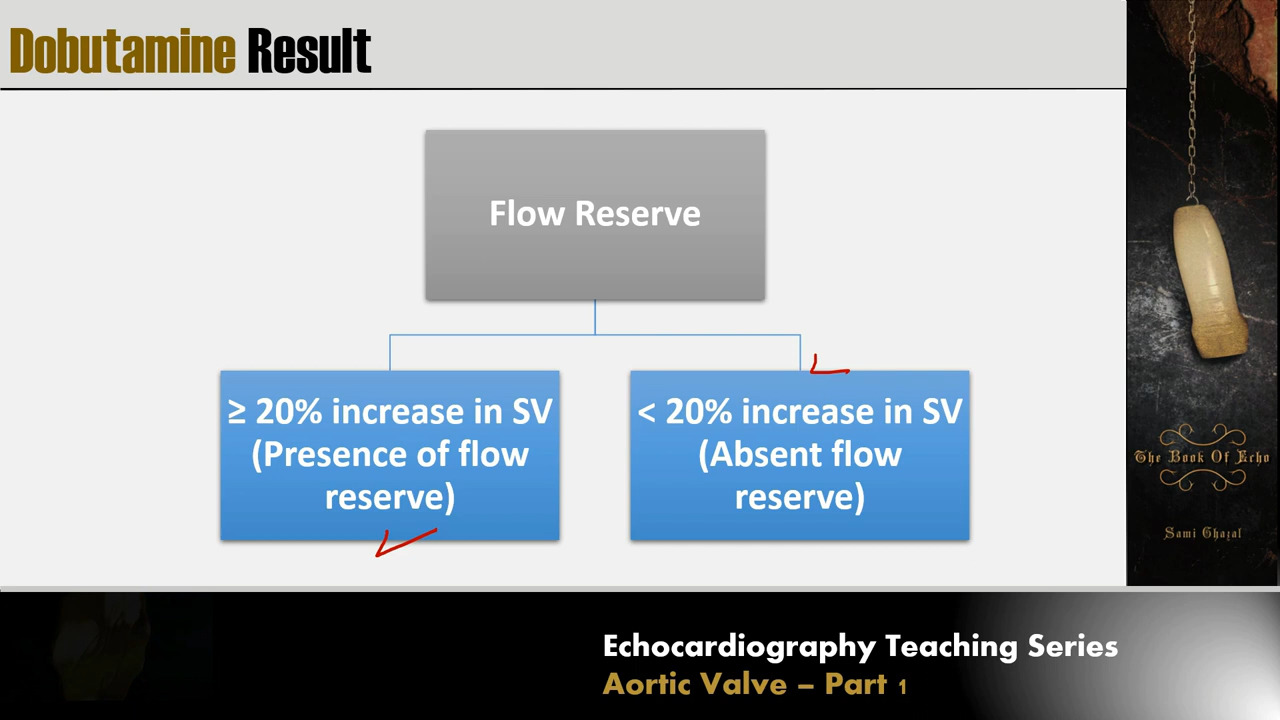 Dobutamine Result
Flow Reserve
≥ 20% increase in SV
(Presence of flow
reserve)
< 20% increase in SV
(Absent flow
reserve)
The Book Of Echo
Sami Ghazal
Echocardiography Teaching Series
Aortic Valve – Part 1